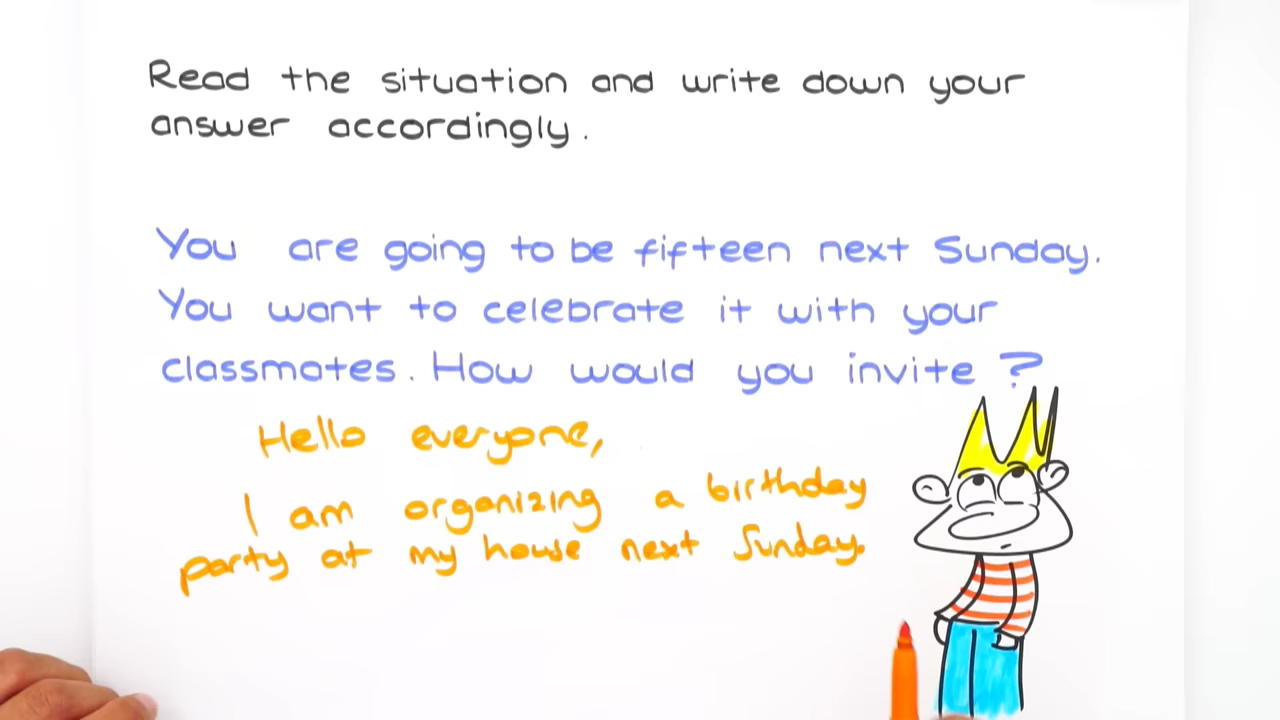 Read the situation and write down your
answer accordingly.
You are going to be fifteen next Sunday.
You want to celebrate it with your
classmates. How would you invite ?
Hello everyone,
I am organizing a birthday
party at my house next Sunday.